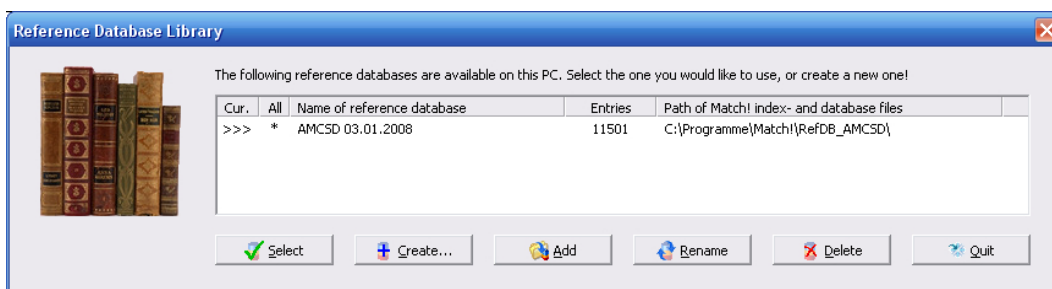 Reference Database Library
The following reference databases are available on this PC. Select the one you would like to use, or create a new one!
Cur. All Name of reference database Entries Path of Match! index- and database files
>>> * AMCSD 03.01.2008 11501 C:\Programme\Match!\RefDB_AMCSD\
Select Create... Add Rename Delete Quit